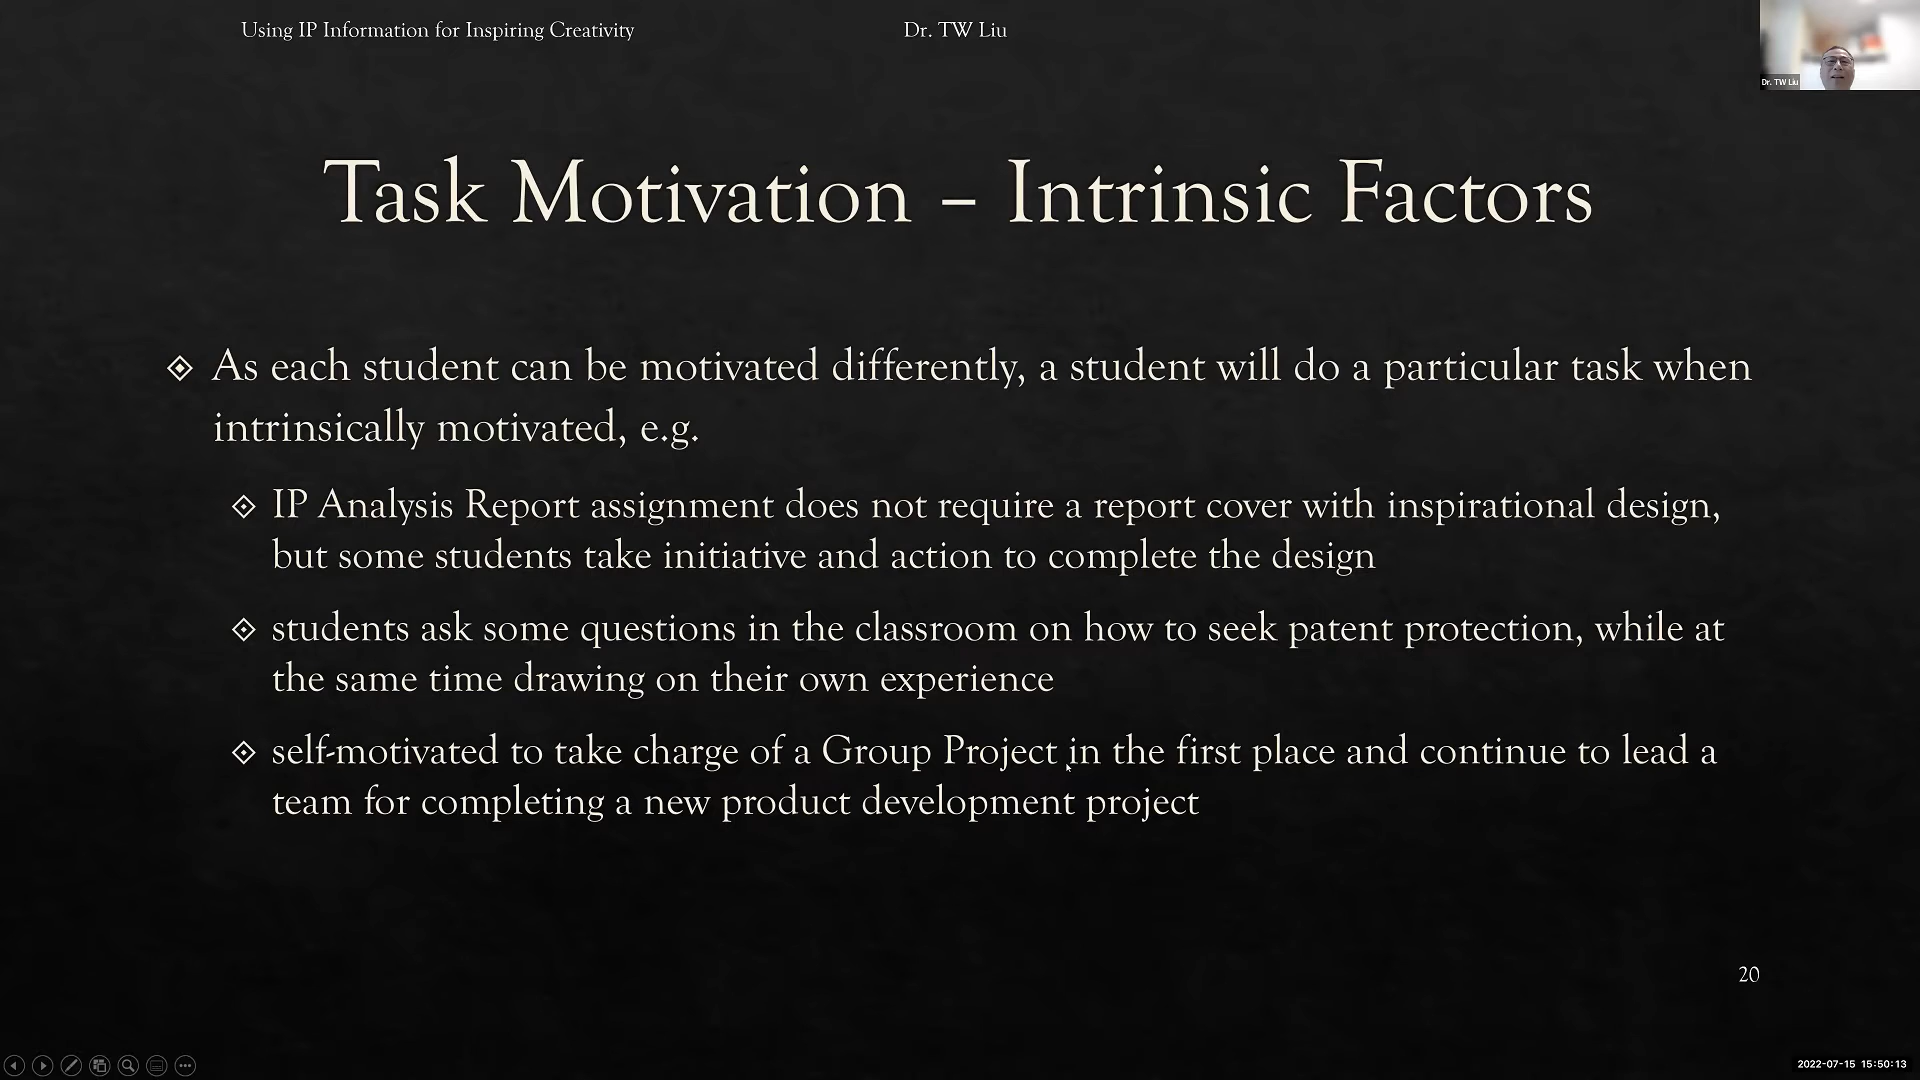 Using IP Information for Inspiring Creativity
Dr. TW Liu
Dr. TW Liu
Task Motivation – Intrinsic Factors
As each student can be motivated differently, a student will do a particular task when
intrinsically motivated, e.g.
IP Analysis Report assignment does not require a report cover with inspirational design,
but some students take initiative and action to complete the design
students ask some questions in the classroom on how to seek patent protection, while at
the same time drawing on their own experience
self-motivated to take charge of a Group Project in the first place and continue to lead a
team for completing a new product development project
20
2022-07-15 15:50:13